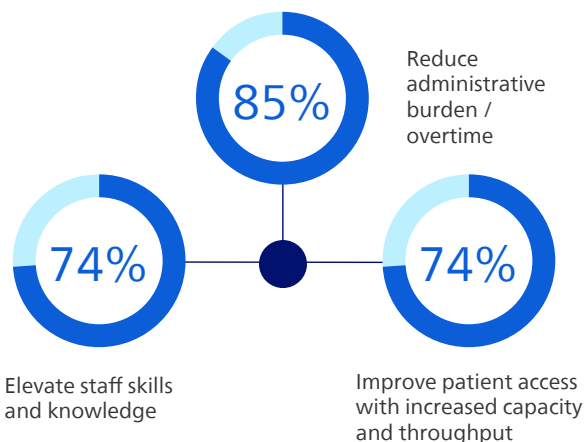 85%
Reduce
administrative
burden /
overtime
74%
Elevate staff skills
and knowledge
74%
Improve patient access
with increased capacity
and throughput